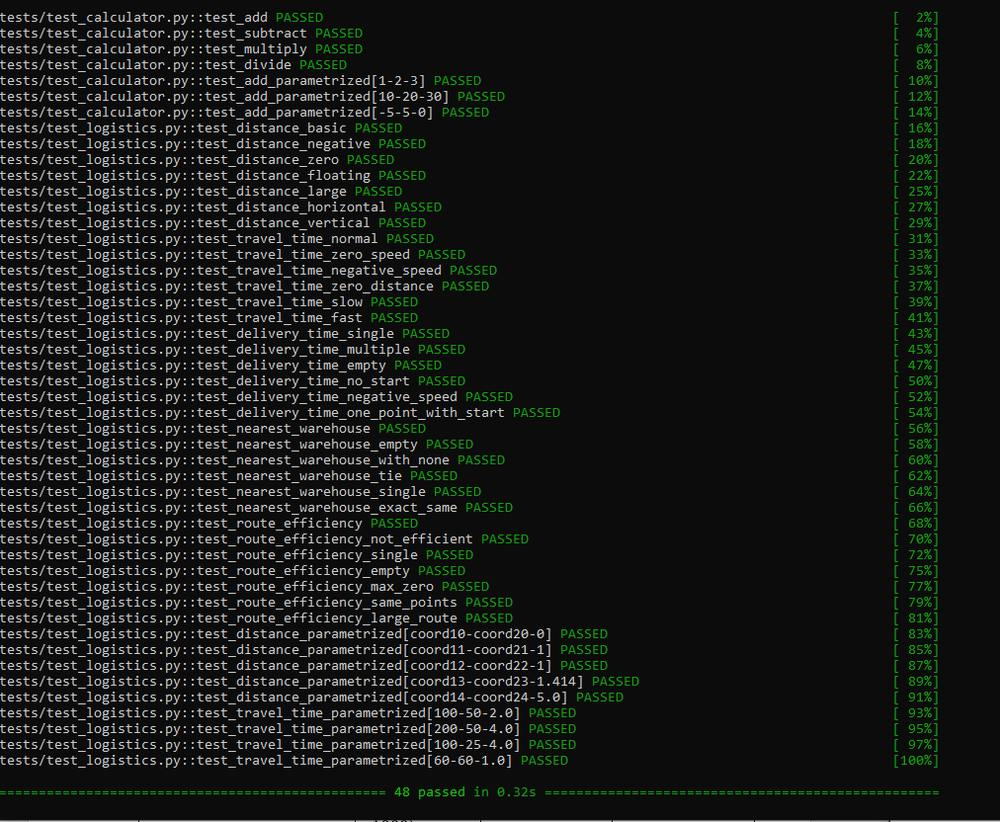 tests/test_calculator.py::test_add PASSED [  2%]
tests/test_calculator.py::test_subtract PASSED [  4%]
tests/test_calculator.py::test_multiply PASSED [  6%]
tests/test_calculator.py::test_divide PASSED [  8%]
tests/test_calculator.py::test_add_parametrized[1-2-3] PASSED [ 10%]
tests/test_calculator.py::test_add_parametrized[10-20-30] PASSED [ 12%]
tests/test_calculator.py::test_add_parametrized[-5-5-0] PASSED [ 14%]
tests/test_logistics.py::test_distance_basic PASSED [ 16%]
tests/test_logistics.py::test_distance_negative PASSED [ 18%]
tests/test_logistics.py::test_distance_zero PASSED [ 20%]
tests/test_logistics.py::test_distance_floating PASSED [ 22%]
tests/test_logistics.py::test_distance_large PASSED [ 25%]
tests/test_logistics.py::test_distance_horizontal PASSED [ 27%]
tests/test_logistics.py::test_distance_vertical PASSED [ 29%]
tests/test_logistics.py::test_travel_time_normal PASSED [ 31%]
tests/test_logistics.py::test_travel_time_zero_speed PASSED [ 33%]
tests/test_logistics.py::test_travel_time_negative_speed PASSED [ 35%]
tests/test_logistics.py::test_travel_time_zero_distance PASSED [ 37%]
tests/test_logistics.py::test_travel_time_slow PASSED [ 39%]
tests/test_logistics.py::test_travel_time_fast PASSED [ 41%]
tests/test_logistics.py::test_delivery_time_single PASSED [ 43%]
tests/test_logistics.py::test_delivery_time_multiple PASSED [ 45%]
tests/test_logistics.py::test_delivery_time_empty PASSED [ 47%]
tests/test_logistics.py::test_delivery_time_no_start PASSED [ 50%]
tests/test_logistics.py::test_delivery_time_negative_speed PASSED [ 52%]
tests/test_logistics.py::test_delivery_time_one_point_with_start PASSED [ 54%]
tests/test_logistics.py::test_nearest_warehouse PASSED [ 56%]
tests/test_logistics.py::test_nearest_warehouse_empty PASSED [ 58%]
tests/test_logistics.py::test_nearest_warehouse_with_none PASSED [ 60%]
tests/test_logistics.py::test_nearest_warehouse_tie PASSED [ 62%]
tests/test_logistics.py::test_nearest_warehouse_single PASSED [ 64%]
tests/test_logistics.py::test_nearest_warehouse_exact_same PASSED [ 66%]
tests/test_logistics.py::test_route_efficiency PASSED [ 68%]
tests/test_logistics.py::test_route_efficiency_not_efficient PASSED [ 70%]
tests/test_logistics.py::test_route_efficiency_single PASSED [ 72%]
tests/test_logistics.py::test_route_efficiency_empty PASSED [ 75%]
tests/test_logistics.py::test_route_efficiency_max_zero PASSED [ 77%]
tests/test_logistics.py::test_route_efficiency_same_points PASSED [ 79%]
tests/test_logistics.py::test_route_efficiency_large_route PASSED [ 81%]
tests/test_logistics.py::test_distance_parametrized[coord10-coord20-0] PASSED [ 83%]
tests/test_logistics.py::test_distance_parametrized[coord11-coord21-1] PASSED [ 85%]
tests/test_logistics.py::test_distance_parametrized[coord12-coord22-1] PASSED [ 87%]
tests/test_logistics.py::test_distance_parametrized[coord13-coord23-1.414] PASSED [ 89%]
tests/test_logistics.py::test_distance_parametrized[coord14-coord24-5.0] PASSED [ 91%]
tests/test_logistics.py::test_travel_time_parametrized[100-50-2.0] PASSED [ 93%]
tests/test_logistics.py::test_travel_time_parametrized[200-50-4.0] PASSED [ 95%]
tests/test_logistics.py::test_travel_time_parametrized[100-25-4.0] PASSED [ 97%]
tests/test_logistics.py::test_travel_time_parametrized[60-60-1.0] PASSED [100%]
================================================= 48 passed in 0.32s ==================================================